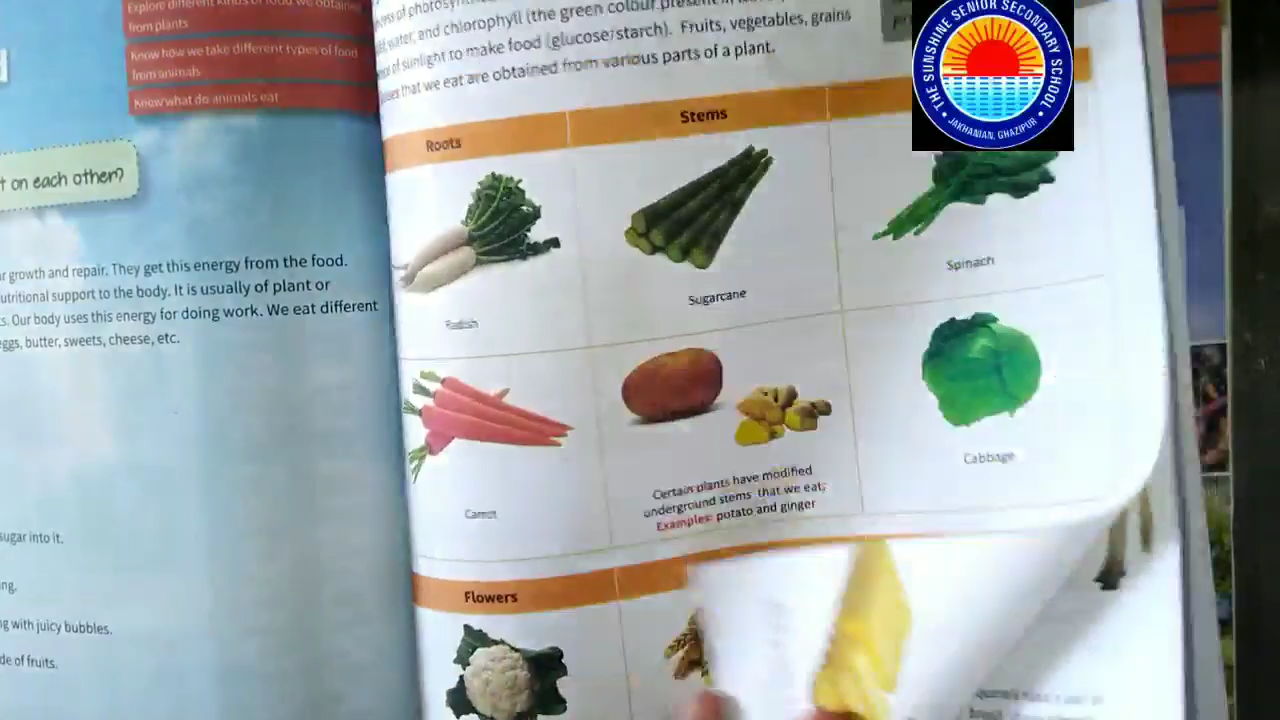 Explore different kinds of food we obtained
from plants
Know how we take different types of food
from animals
Know what do animals eat
t on each other?
growth and repair. They get this energy from the food.
utritional support to the body. It is usually of plant or
s. Our body uses this energy for doing work. We eat different
eggs, butter, sweets, cheese, etc.
sugar into it.
ng.
g with juicy bubbles.
de of fruits.
of
water, and chlorophyll (the green colour present in
of sunlight to make food (glucose/starch). Fruits, vegetables, grains
that we eat are obtained from various parts of a plant.
Roots
Stems
Radish
Sugarcane
Spinach
Carrot
Certain plants have modified
underground stems that we eat;
Examples: potato and ginger
Cabbage
Flowers
THE SUNSHINE SENIOR SECONDARY SCHOOL
JAKHANIAN, GHAZIPUR